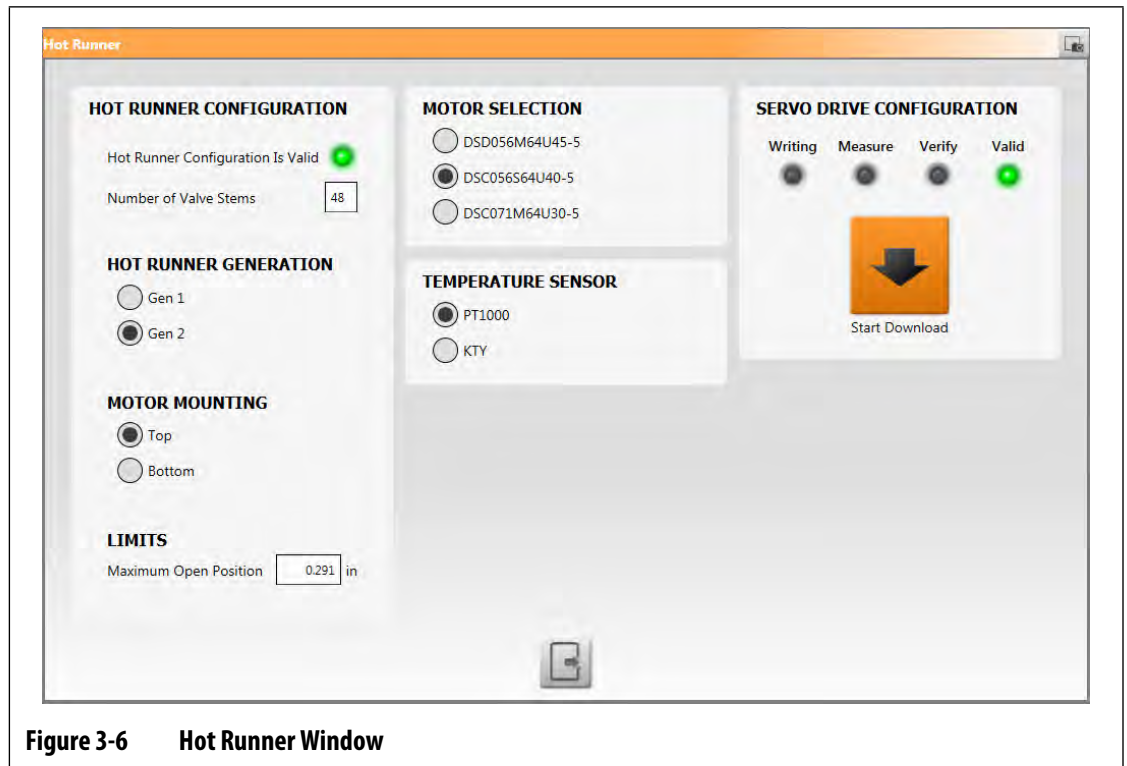 Hot Runner
HOT RUNNER CONFIGURATION
Hot Runner Configuration Is Valid
Number of Valve Stems 48
HOT RUNNER GENERATION
Gen 1
Gen 2
MOTOR MOUNTING
Top
Bottom
LIMITS
Maximum Open Position 0.291 in
MOTOR SELECTION
DSD056M64U45-5
DSC056S64U40-5
DSC071M64U30-5
TEMPERATURE SENSOR
PT1000
KTY
SERVO DRIVE CONFIGURATION
Writing Measure Verify Valid
Start Download
Figure 3-6 Hot Runner Window